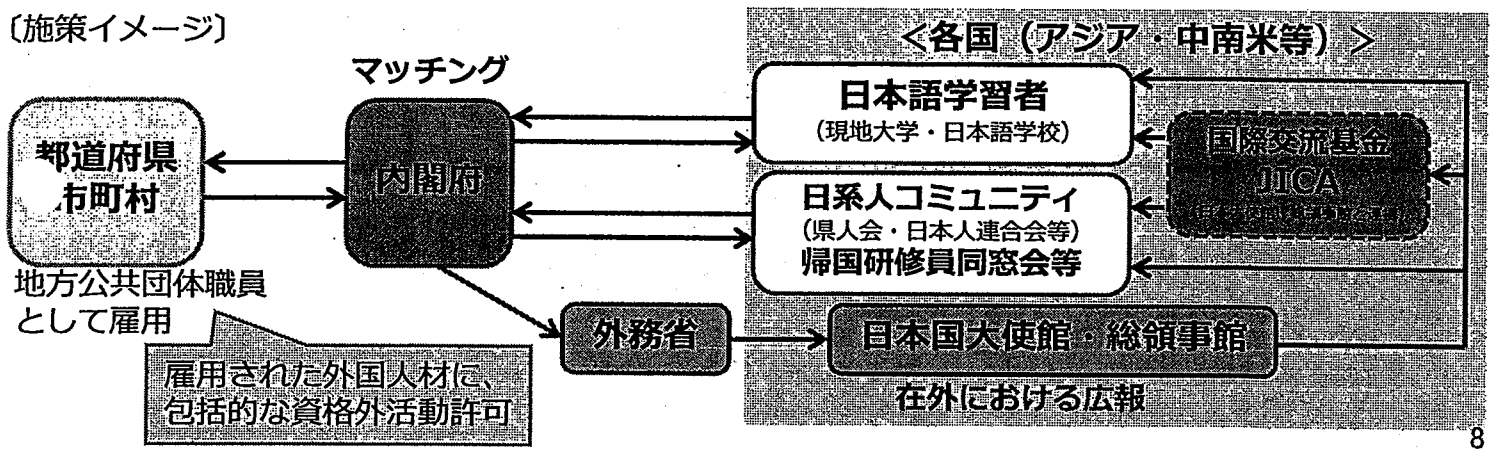 〔施策イメージ〕
<各国（アジア・中南米等）>
マッチング
都道府県
市町村
内閣府
日本語学習者
（現地大学・日本語学校）
国際交流基金
JICA
日系人コミュニティ
（県人会・日本人連合会等）
帰国研修員同窓会等
地方公共団体職員
として雇用
外務省
日本国大使館・総領事館
雇用された外国人材に、
包括的な資格外活動許可
在外における広報
8